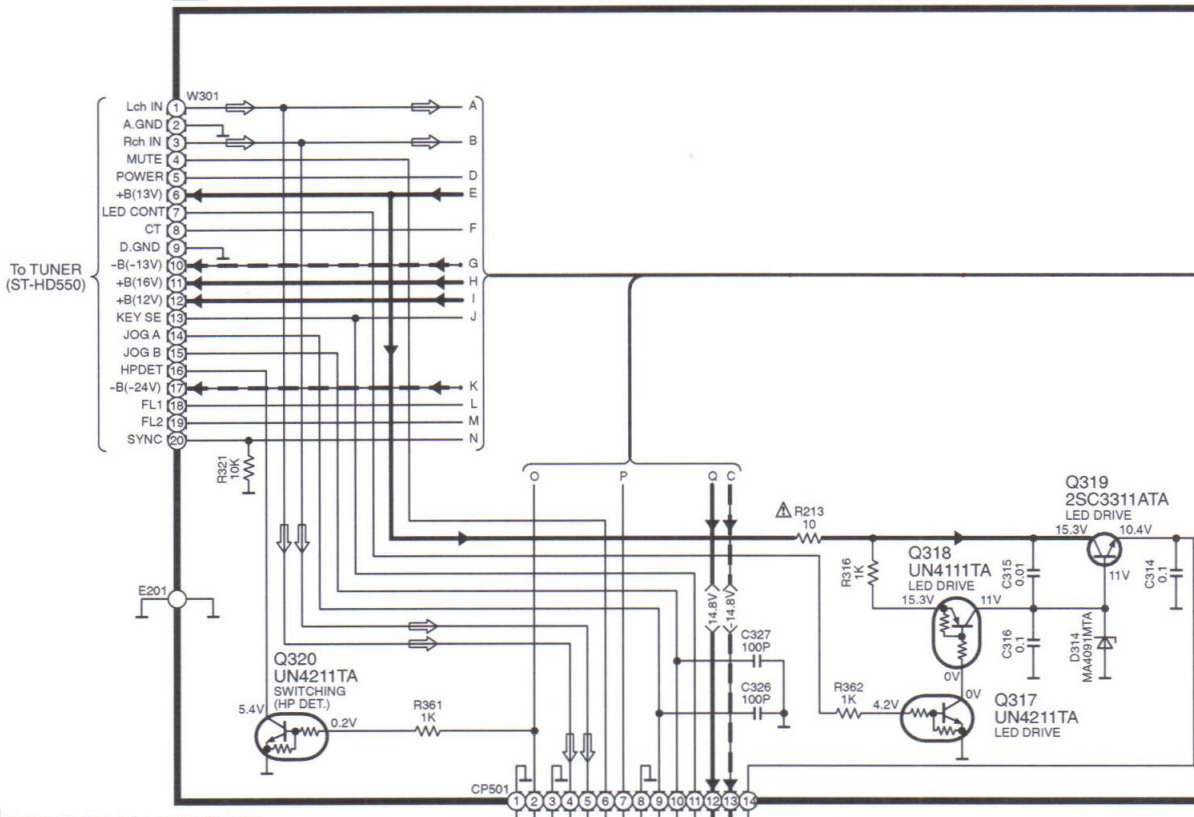 W301
Lch IN 1 A
A.GND 2
Rch IN 3 B
MUTE 4
POWER 5 D
+B(13V) 6 E
LED CONT 7
CT 8 F
D.GND 9
-B(-13V) 10 G
+B(16V) 11 H
+B(12V) 12 I
KEY SE 13 J
JOG A 14
JOG B 15
HPDET 16
-B(-24V) 17 K
FL1 18 L
FL2 19 M
SYNC 20 N
To TUNER
(ST-HD550)
R321
10K
O P Q C
R213
10
Q319
2SC3311ATA
LED DRIVE
15.3V 10.4V
11V
C314
0.1
C315
0.01
R316
1K
Q318
UN4111TA
LED DRIVE
15.3V 11V
0V
C316
0.1
D314
MA4091MTA
14.8V
-14.8V
E201
C327
100P
C326
100P
Q320
UN4211TA
SWITCHING
(HP DET.)
5.4V
0.2V
R361
1K
R362
1K
4.2V
0V
Q317
UN4211TA
LED DRIVE
CP501
1 2 3 4 5 6 7 8 9 10 11 12 13 14